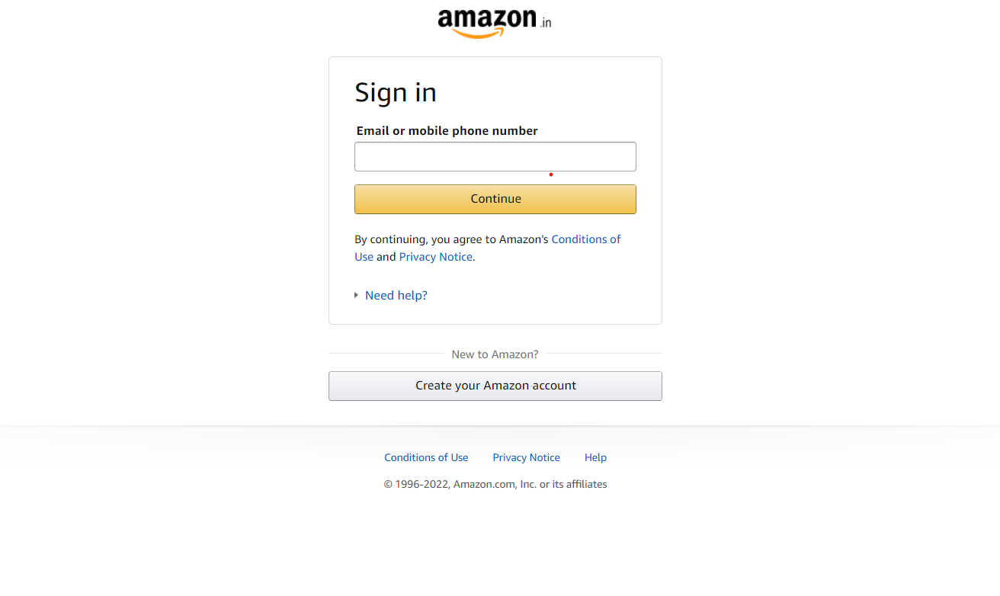 amazon.in
Sign in
Email or mobile phone number
Continue
By continuing, you agree to Amazon's Conditions of
Use and Privacy Notice.
Need help?
New to Amazon?
Create your Amazon account
Conditions of Use Privacy Notice Help
© 1996-2022, Amazon.com, Inc. or its affiliates